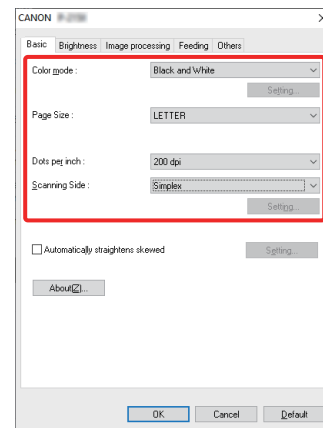 CANON
Basic Brightness Image processing Feeding Others
Color mode : Black and White
Setting...
Page Size : LETTER
Dots per inch : 200 dpi
Scanning Side : Simplex
Setting...
Automatically straightens skewed Setting...
About(Z)...
OK Cancel Default